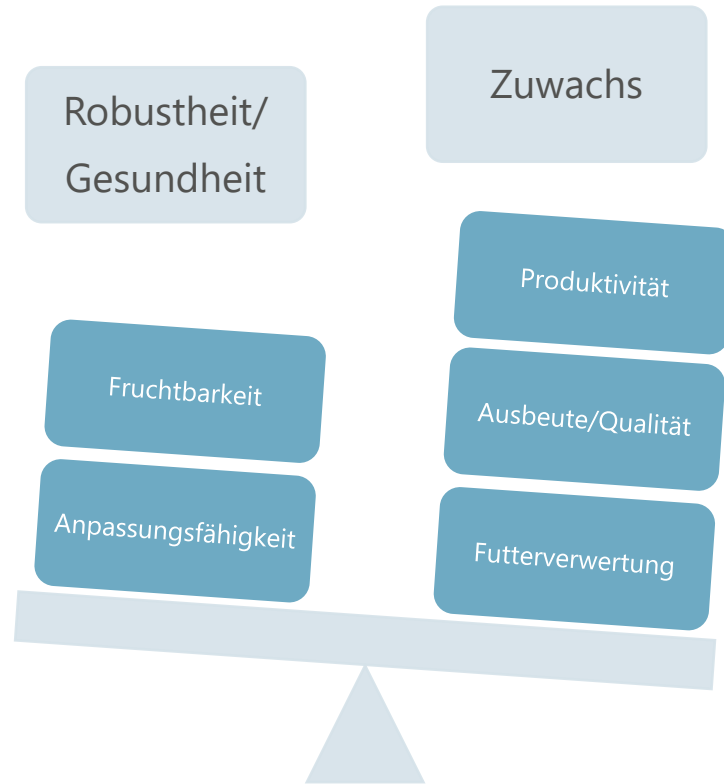 Robustheit/
Gesundheit
Zuwachs
Fruchtbarkeit
Anpassungsfähigkeit
Produktivität
Ausbeute/Qualität
Futterverwertung